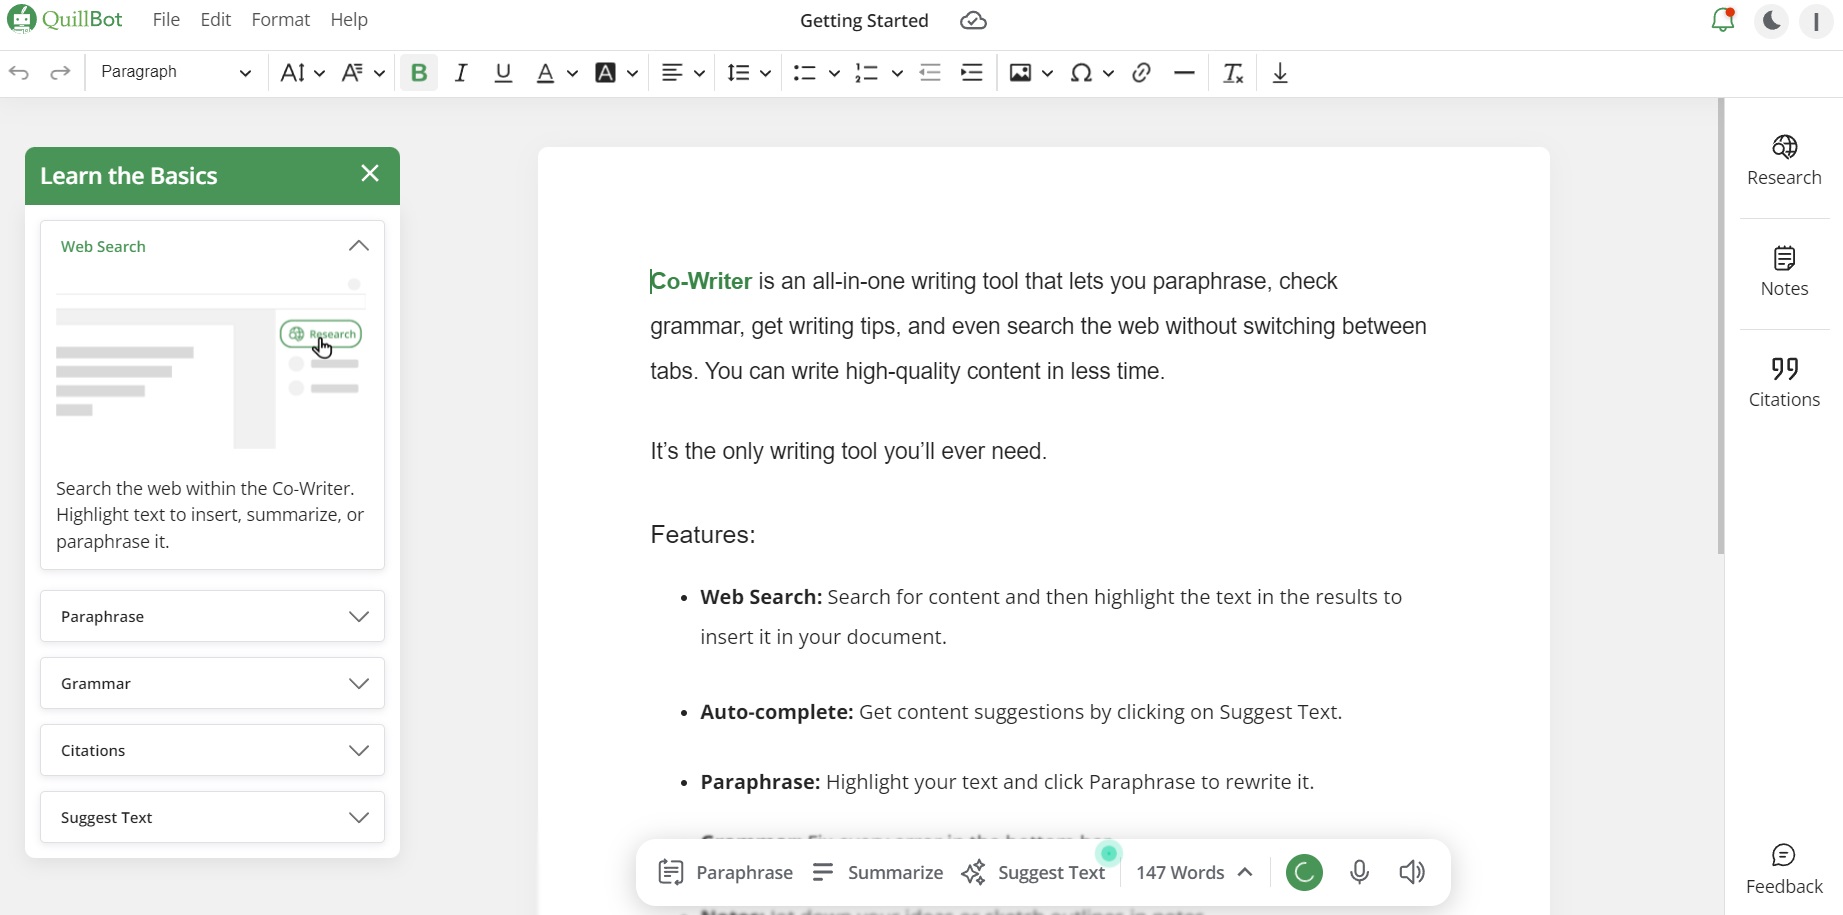 QuillBot File Edit Format Help Getting Started
Paragraph
Learn the Basics
Web Search
Research
Search the web within the Co-Writer.
Highlight text to insert, summarize, or
paraphrase it.
Paraphrase
Grammar
Citations
Suggest Text
Co-Writer is an all-in-one writing tool that lets you paraphrase, check
grammar, get writing tips, and even search the web without switching between
tabs. You can write high-quality content in less time.
It’s the only writing tool you’ll ever need.
Features:
• Web Search: Search for content and then highlight the text in the results to
insert it in your document.
• Auto-complete: Get content suggestions by clicking on Suggest Text.
• Paraphrase: Highlight your text and click Paraphrase to rewrite it.
Paraphrase Summarize Suggest Text 147 Words
Research
Notes
Citations
Feedback